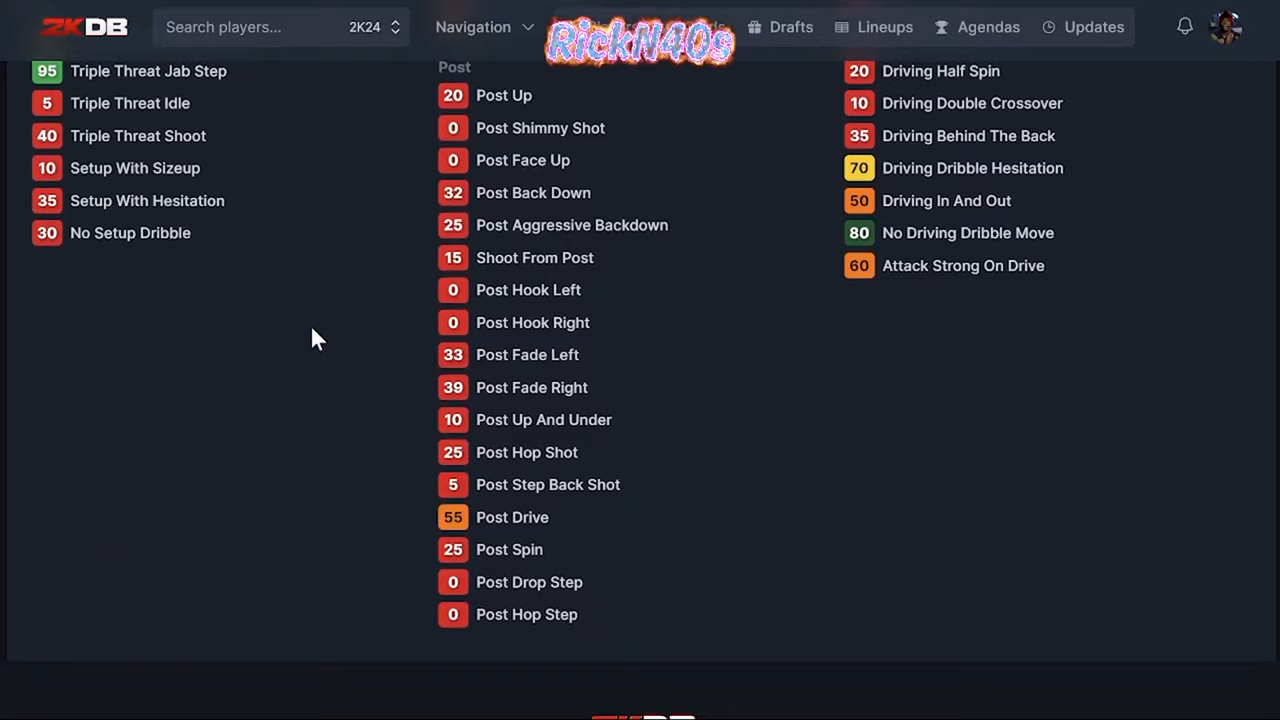 2KDB Search players... 2K24 Navigation RickN40s Drafts Lineups Agendas Updates
95 Triple Threat Jab Step
5 Triple Threat Idle
40 Triple Threat Shoot
10 Setup With Sizeup
35 Setup With Hesitation
30 No Setup Dribble
Post
20 Post Up
0 Post Shimmy Shot
0 Post Face Up
32 Post Back Down
25 Post Aggressive Backdown
15 Shoot From Post
0 Post Hook Left
0 Post Hook Right
33 Post Fade Left
39 Post Fade Right
10 Post Up And Under
25 Post Hop Shot
5 Post Step Back Shot
55 Post Drive
25 Post Spin
0 Post Drop Step
0 Post Hop Step
20 Driving Half Spin
10 Driving Double Crossover
35 Driving Behind The Back
70 Driving Dribble Hesitation
50 Driving In And Out
80 No Driving Dribble Move
60 Attack Strong On Drive